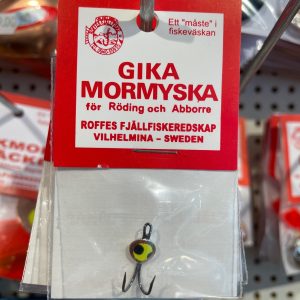 Ett "måste" i
fiskeväskan
GIKA
MORMYSKA
för Röding och Abborre
ROFFES FJÄLLFISKEREDSKAP
VILHELMINA – SWEDEN